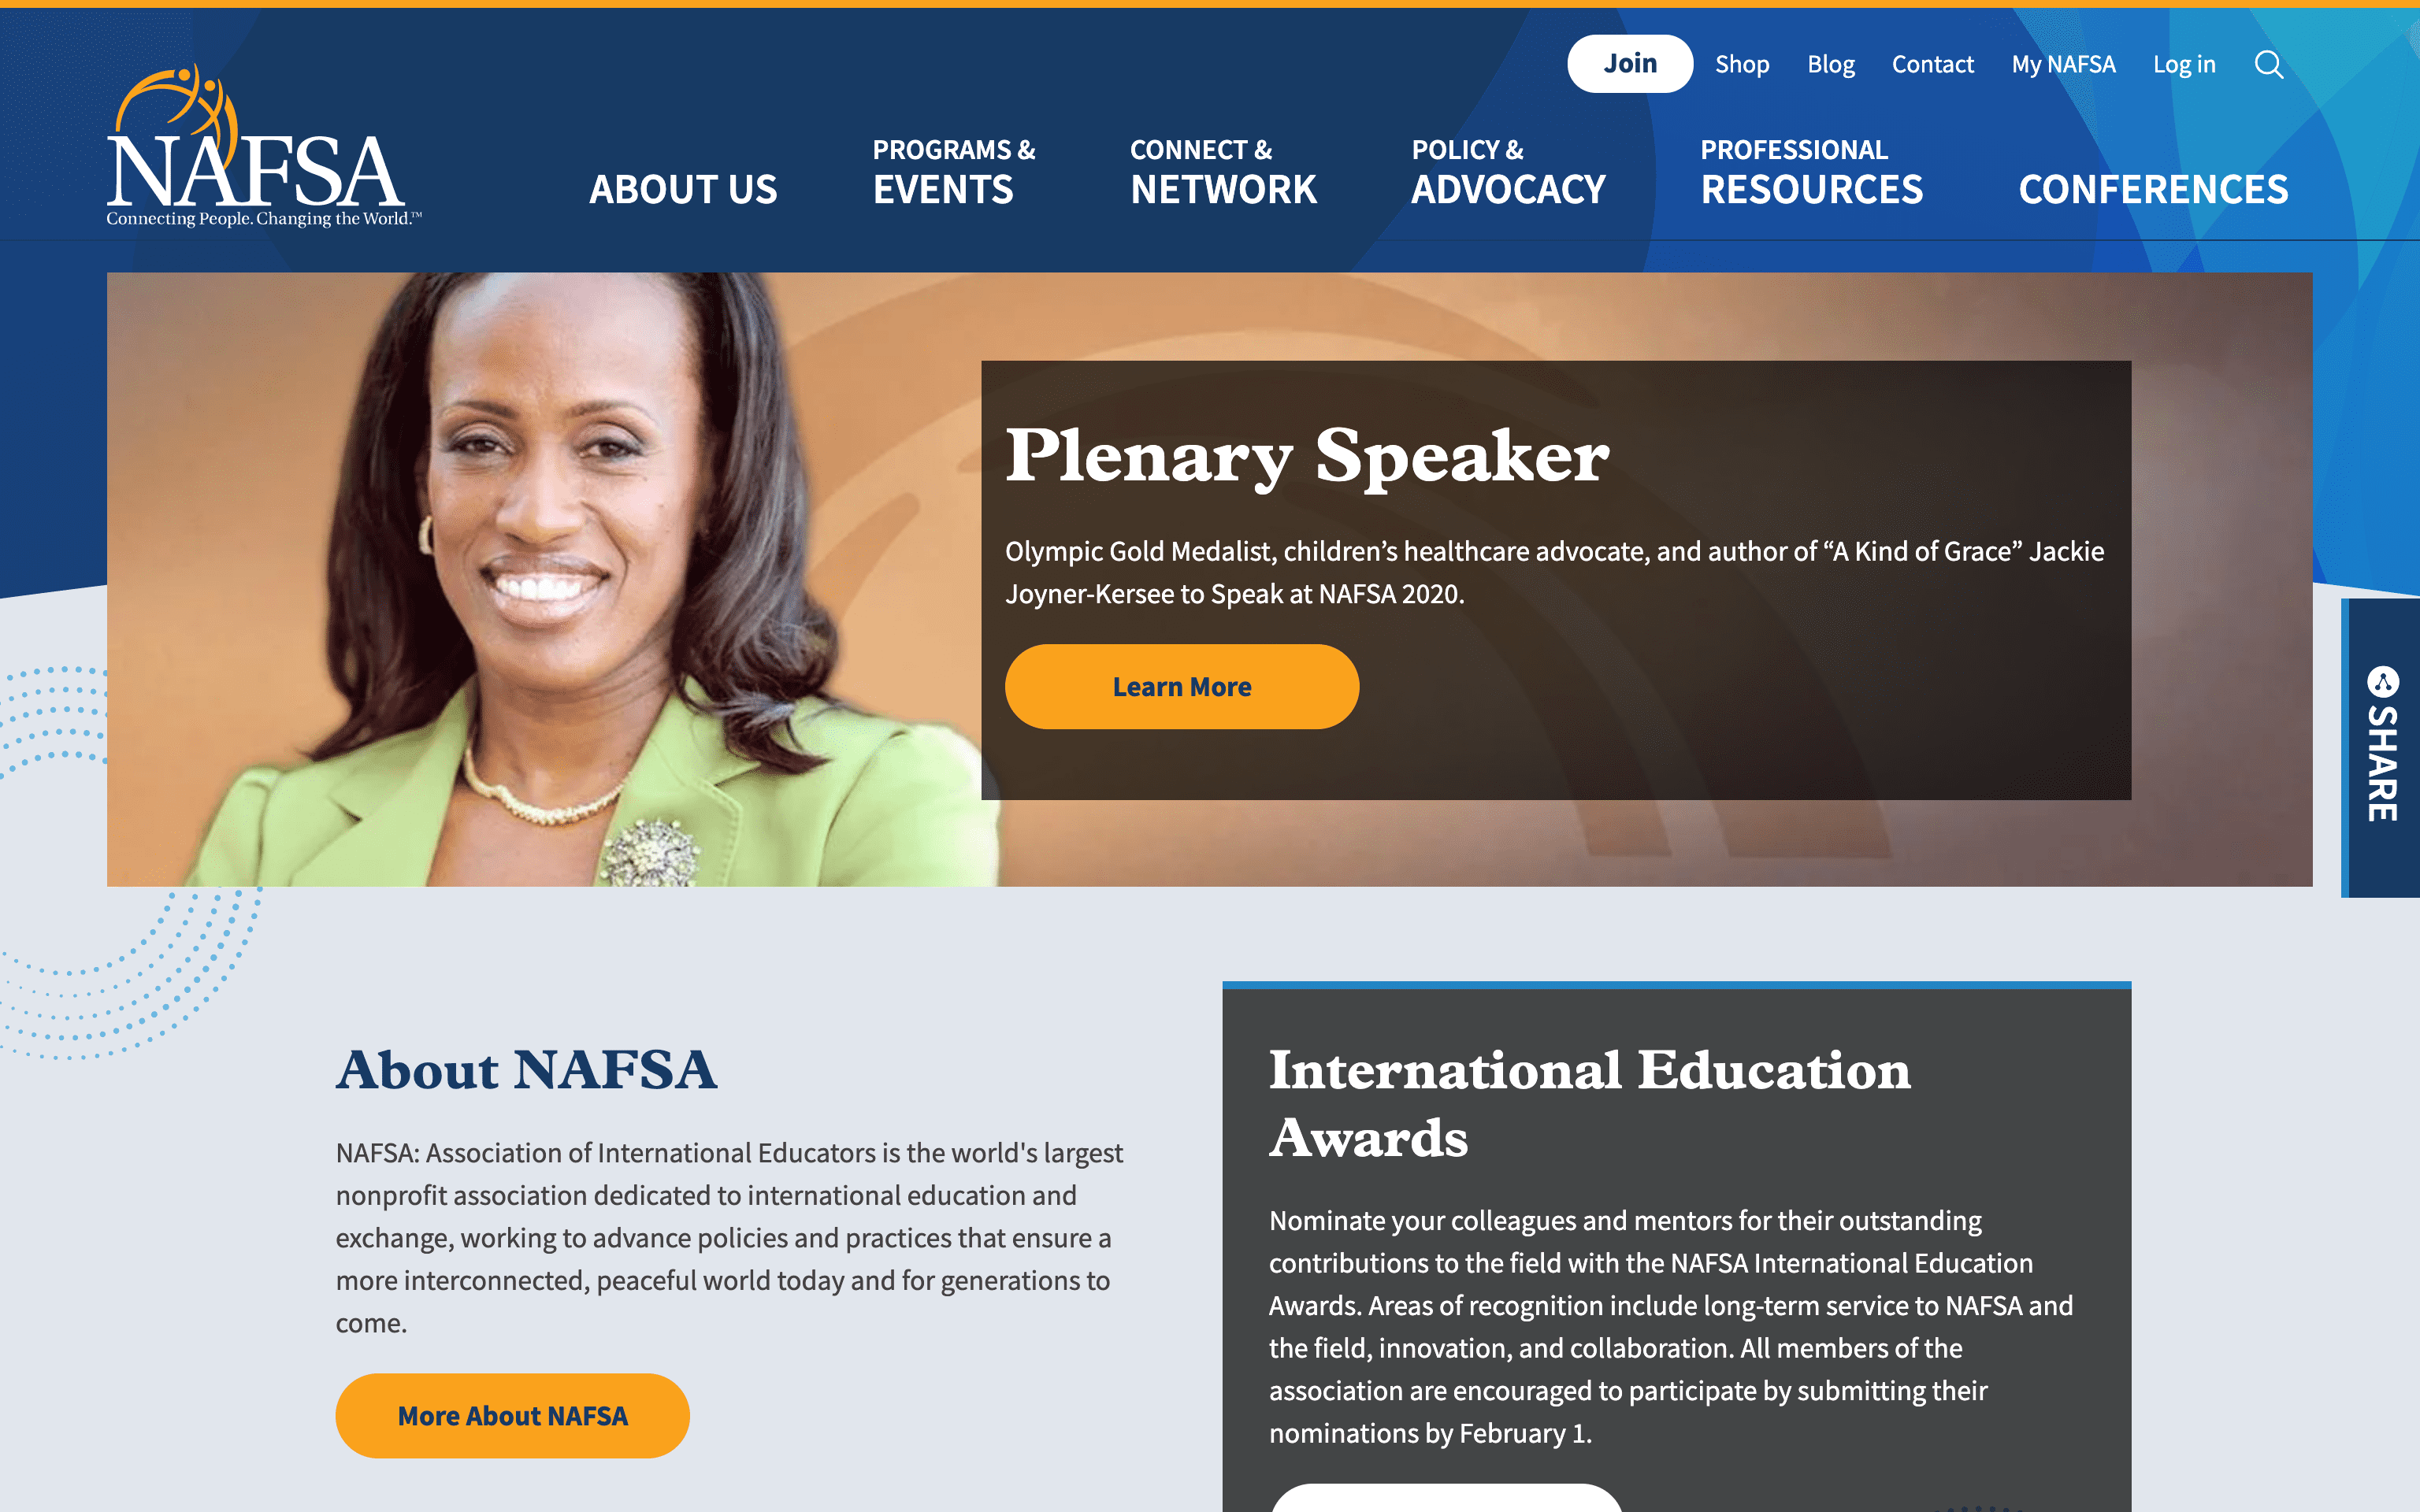 Join Shop Blog Contact My NAFSA Log in
NAFSA
Connecting People. Changing the World.™
ABOUT US
PROGRAMS &
EVENTS
CONNECT &
NETWORK
POLICY &
ADVOCACY
PROFESSIONAL
RESOURCES
CONFERENCES
Plenary Speaker
Olympic Gold Medalist, children’s healthcare advocate, and author of “A Kind of Grace” Jackie
Joyner-Kersee to Speak at NAFSA 2020.
Learn More
SHARE
About NAFSA
NAFSA: Association of International Educators is the world's largest
nonprofit association dedicated to international education and
exchange, working to advance policies and practices that ensure a
more interconnected, peaceful world today and for generations to
come.
More About NAFSA
International Education
Awards
Nominate your colleagues and mentors for their outstanding
contributions to the field with the NAFSA International Education
Awards. Areas of recognition include long-term service to NAFSA and
the field, innovation, and collaboration. All members of the
association are encouraged to participate by submitting their
nominations by February 1.